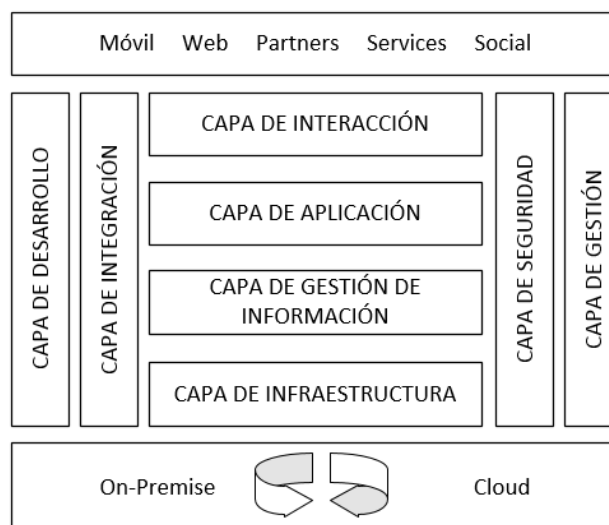 Móvil Web Partners Services Social
CAPA DE DESARROLLO
CAPA DE INTEGRACIÓN
CAPA DE INTERACCIÓN
CAPA DE APLICACIÓN
CAPA DE GESTIÓN DE
INFORMACIÓN
CAPA DE INFRAESTRUCTURA
CAPA DE SEGURIDAD
CAPA DE GESTIÓN
On-Premise Cloud